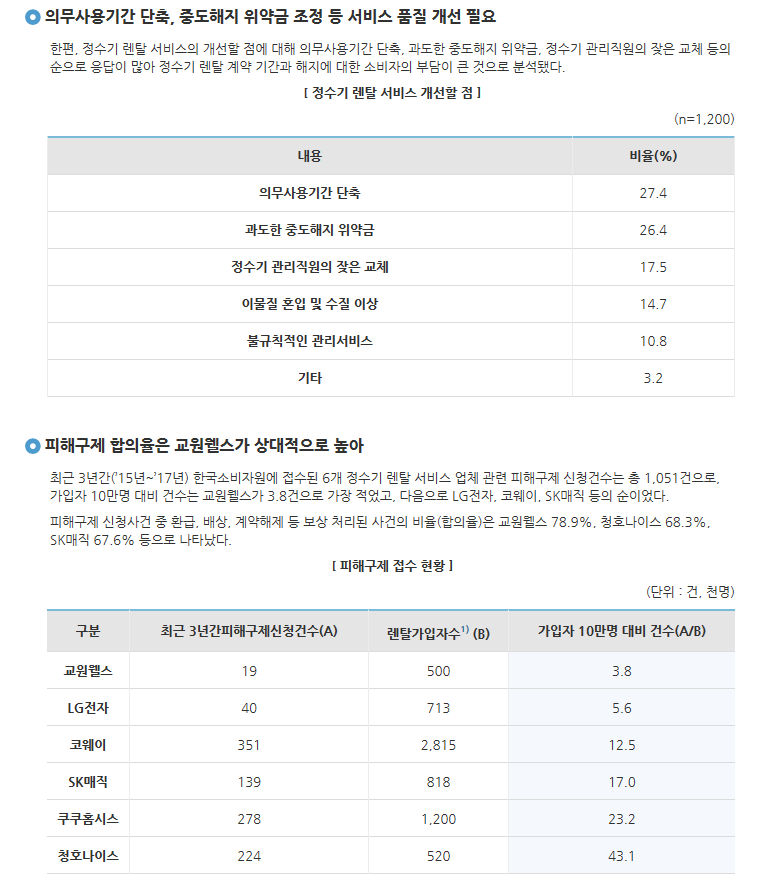 의무사용기간 단축, 중도해지 위약금 조정 등 서비스 품질 개선 필요
한편, 정수기 렌탈 서비스의 개선할 점에 대해 의무사용기간 단축, 과도한 중도해지 위약금, 정수기 관리직원의 잦은 교체 등의
순으로 응답이 많아 정수기 렌탈 계약 기간과 해지에 대한 소비자의 부담이 큰 것으로 분석됐다.
[ 정수기 렌탈 서비스 개선할 점 ]
(n=1,200)
내용 비율(%)
의무사용기간 단축 27.4
과도한 중도해지 위약금 26.4
정수기 관리직원의 잦은 교체 17.5
이물질 혼입 및 수질 이상 14.7
불규칙적인 관리서비스 10.8
기타 3.2
피해구제 합의율은 교원웰스가 상대적으로 높아
최근 3년간('15년~'17년) 한국소비자원에 접수된 6개 정수기 렌탈 서비스 업체 관련 피해구제 신청건수는 총 1,051건으로,
가입자 10만명 대비 건수는 교원웰스가 3.8건으로 가장 적었고, 다음으로 LG전자, 코웨이, SK매직 등의 순이었다.
피해구제 신청사건 중 환급, 배상, 계약해제 등 보상 처리된 사건의 비율(합의율)은 교원웰스 78.9%, 청호나이스 68.3%,
SK매직 67.6% 등으로 나타났다.
[ 피해구제 접수 현황 ]
(단위 : 건, 천명)
구분 최근 3년간피해구제신청건수(A) 렌탈가입자수1) (B) 가입자 10만명 대비 건수(A/B)
교원웰스 19 500 3.8
LG전자 40 713 5.6
코웨이 351 2,815 12.5
SK매직 139 818 17.0
쿠쿠홈시스 278 1,200 23.2
청호나이스 224 520 43.1